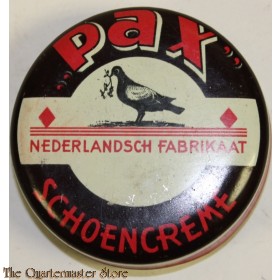 „pax”
NEDERLANDSCH FABRIKAAT
SCHOENCREME
© The Quartermaster Store